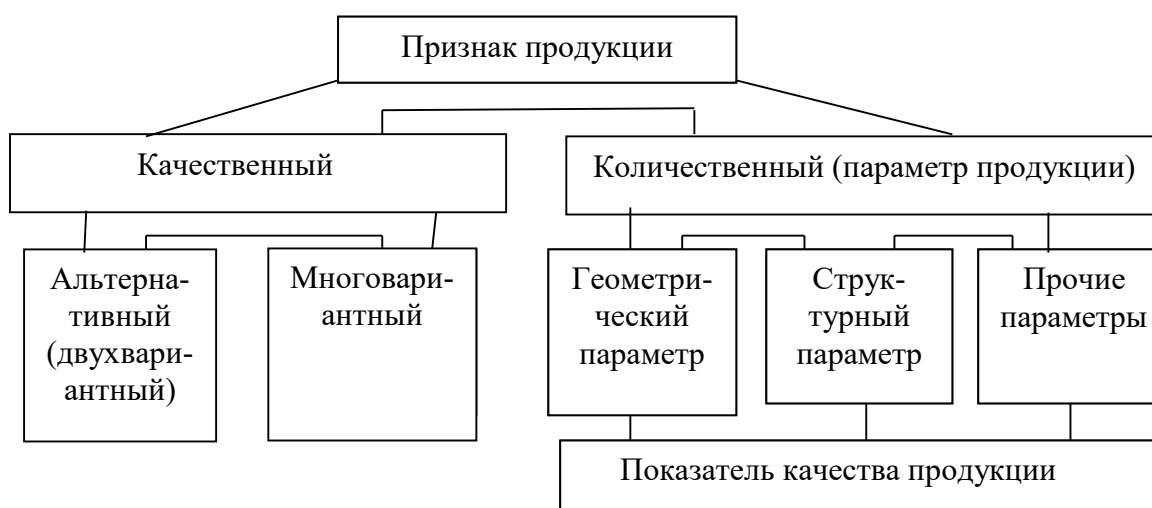 Признак продукции
Качественный
Количественный (параметр продукции)
Альтерна-
тивный
(двухвари-
антный)
Многовари-
антный
Геометри-
ческий
параметр
Струк-
турный
параметр
Прочие
параметры
Показатель качества продукции